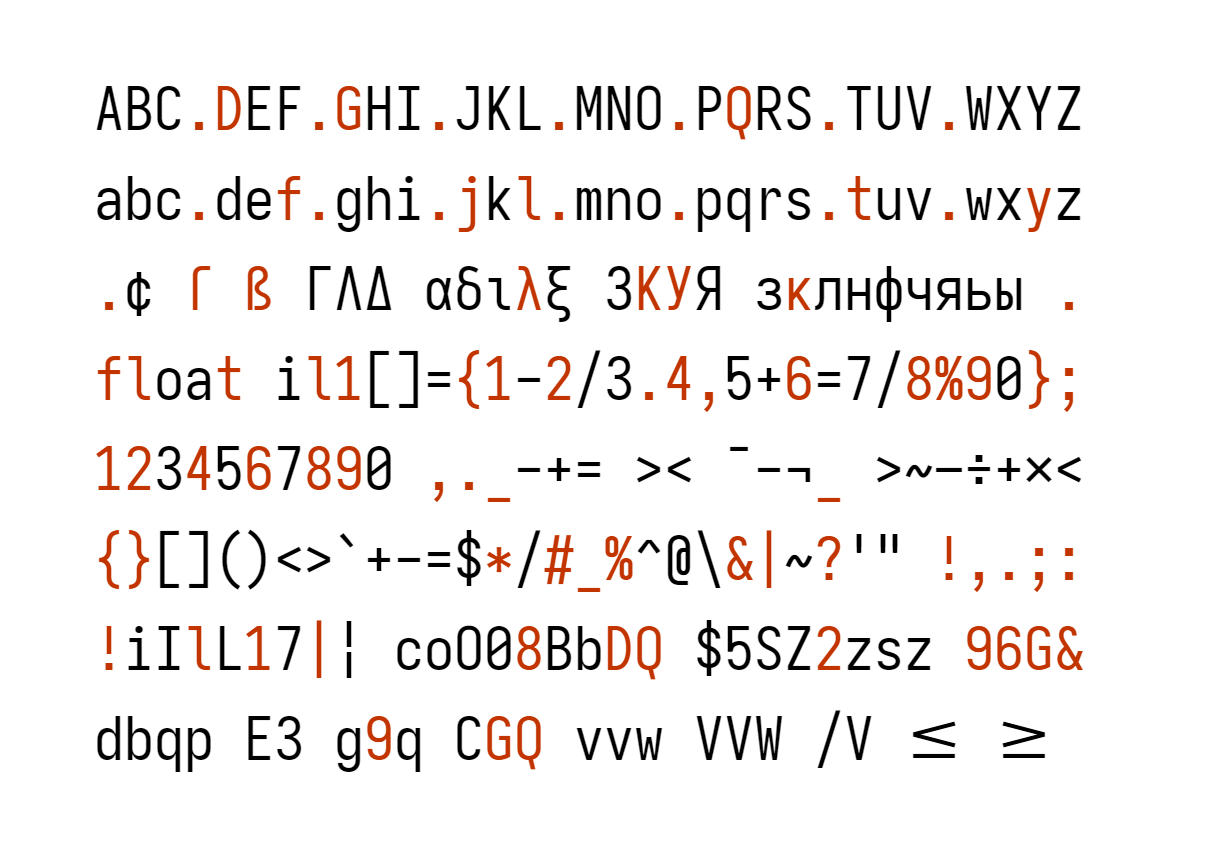 ABC.DEF.GHI.JKL.MNO.PQRS.TUV.WXYZ
abc.def.ghi.jkl.mno.pqrs.tuv.wxyz
.¢ ſ ß ΓΛΔ αδιλξ ЗКУЯ зклнфчяьы .
float il1[]={1-2/3.4,5+6=7/8%90};
1234567890 ,._-+= >< ¯-¬_ >~–÷+×<
{}[]()<>`+-=$*/#_%^@\&|~?'" !,.;:
!iIlL17|¦ coO08BbDQ $5SZ2zsz 96G&
dbqp E3 g9q CGQ vvw VVW /V ≤ ≥